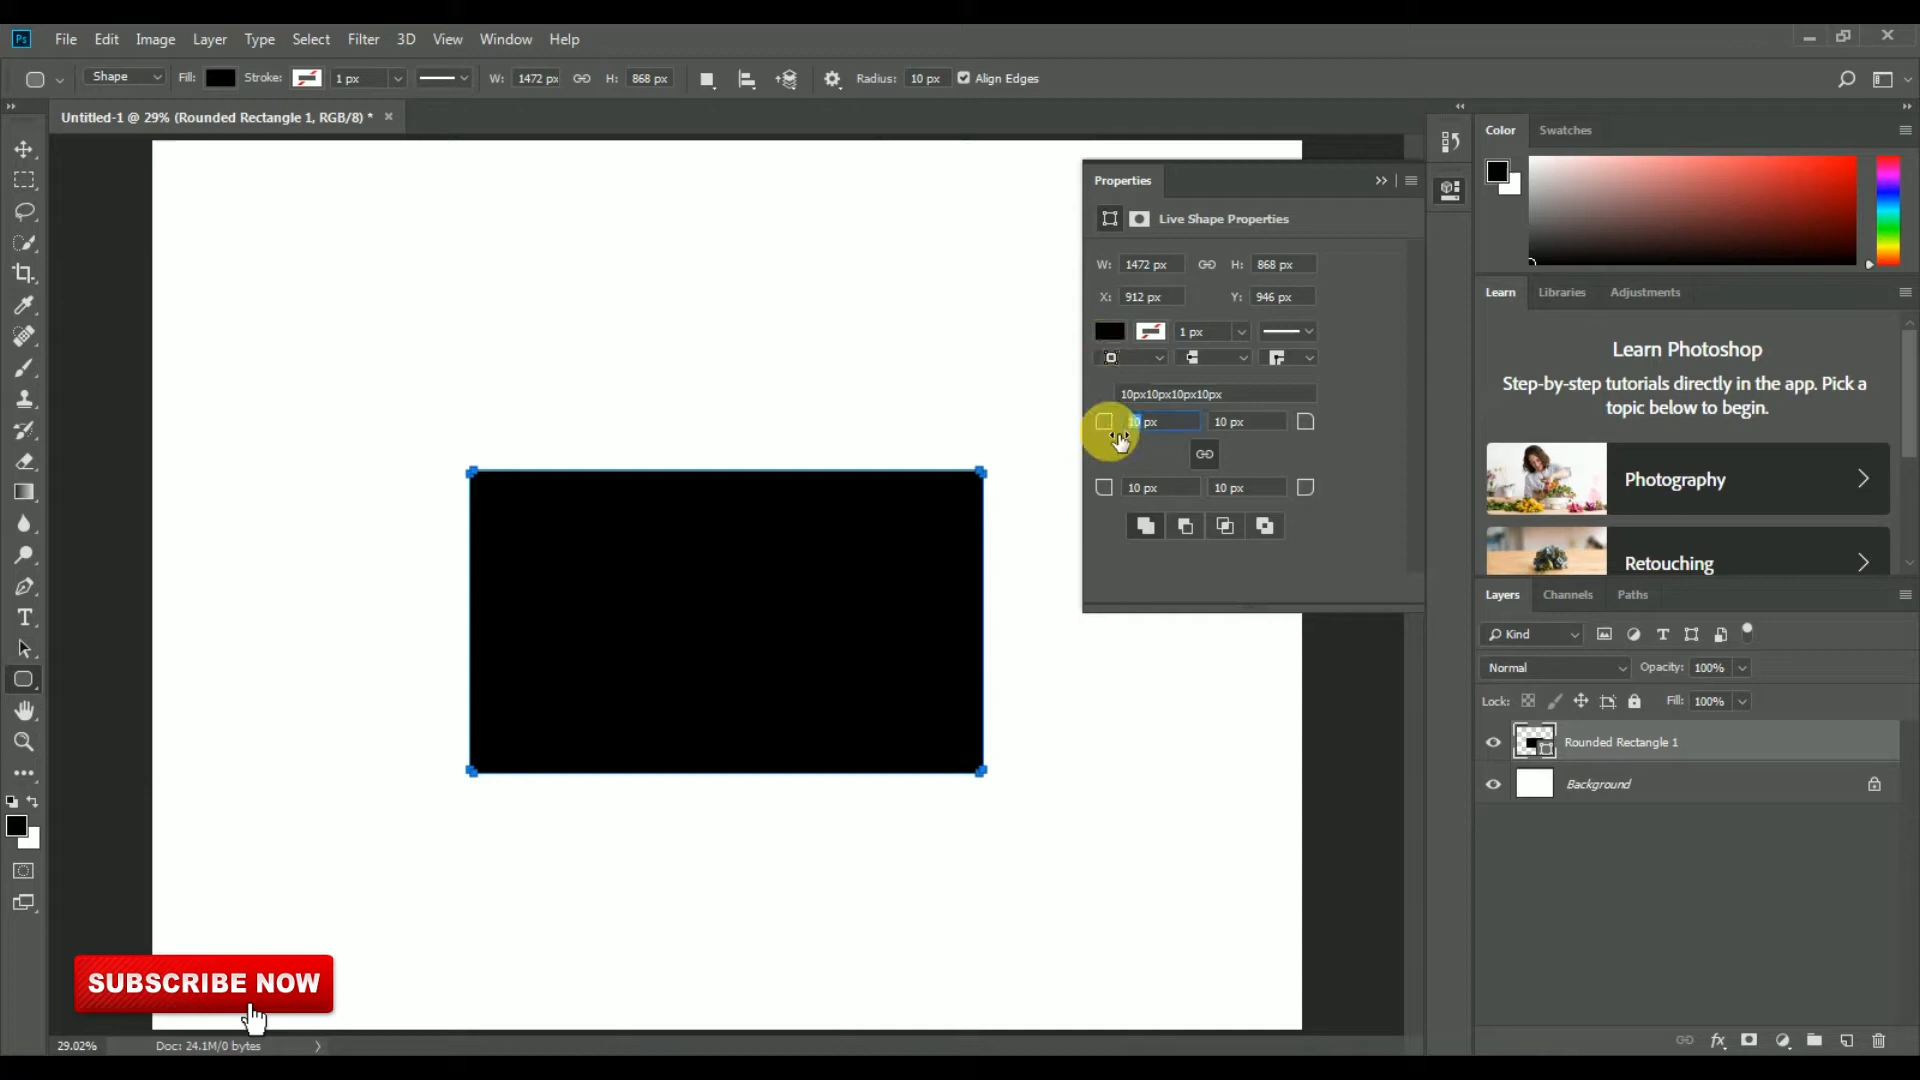 Ps File Edit Image Layer Type Select Filter 3D View Window Help
Shape Fill: Stroke: 1 px W: 1472 px H: 868 px Radius: 10 px Align Edges
Untitled-1 @ 29% (Rounded Rectangle 1, RGB/8) *
Properties
Live Shape Properties
W: 1472 px H: 868 px
X: 912 px Y: 946 px
1 px
10px10px10px10px
10 px 10 px
10 px 10 px
Color Swatches
Learn Libraries Adjustments
Learn Photoshop
Step-by-step tutorials directly in the app. Pick a
topic below to begin.
Photography
Retouching
Layers Channels Paths
Kind
Normal Opacity: 100%
Lock: Fill: 100%
Rounded Rectangle 1
Background
SUBSCRIBE NOW
29.02% Doc: 24.1M/0 bytes
fx